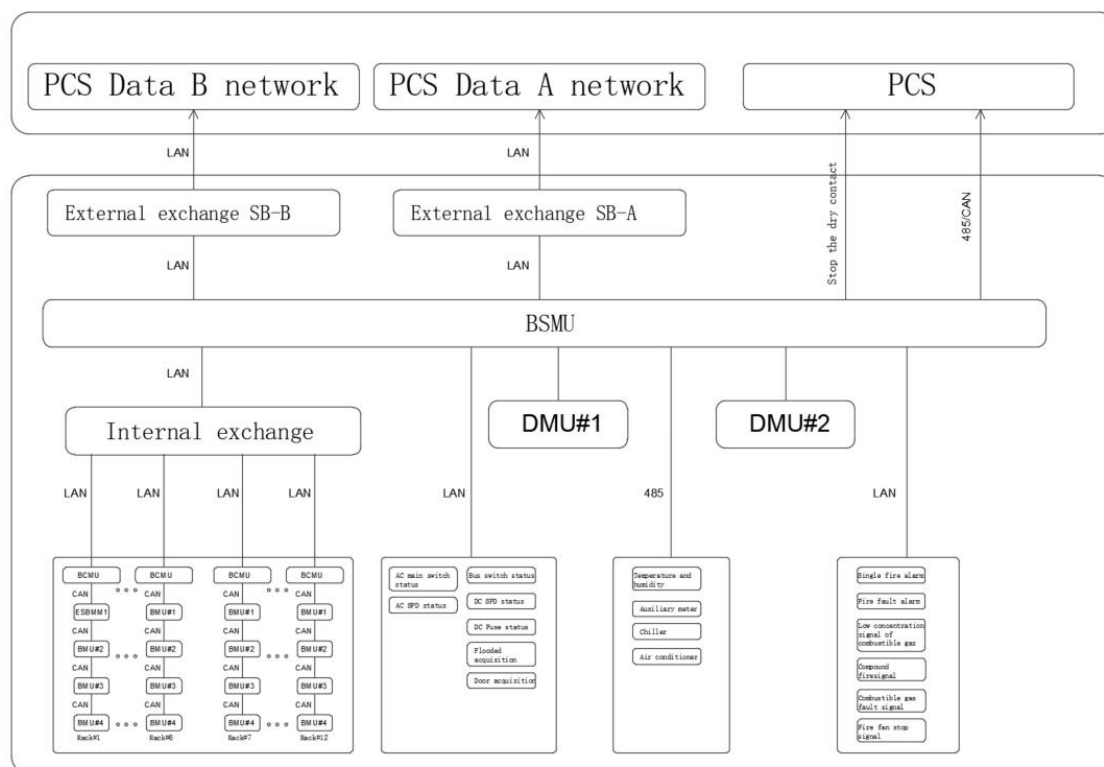 PCS Data B network
PCS Data A network
PCS
LAN
LAN
Stop the dry contact
485/CAN
External exchange SB-B
External exchange SB-A
LAN
LAN
BSMU
LAN
DMU#1
DMU#2
Internal exchange
LAN
LAN
LAN
LAN
LAN
485
LAN
BCMU
BCMU
BCMU
BCMU
CAN
CAN
CAN
CAN
ESBMM1
BMU#1
BMU#1
BMU#1
CAN
CAN
CAN
CAN
BMU#2
BMU#2
BMU#2
BMU#2
CAN
CAN
CAN
CAN
BMU#3
BMU#3
BMU#3
BMU#3
CAN
CAN
CAN
CAN
BMU#4
BMU#4
BMU#4
BMU#4
Rack#1
Rack#6
Rack#7
Rack#12
AC main switch
status
AC SPD status
Bus switch status
DC SPD status
DC Fuse status
Flooded
acquisition
Door acquisition
Temperature and
humidity
Auxiliary meter
Chiller
Air conditioner
Single fire alarm
Fire fault alarm
Low concentration
signal of
combustible gas
Compound
firesignal
Combustible gas
fault signal
Fire fan stop
signal